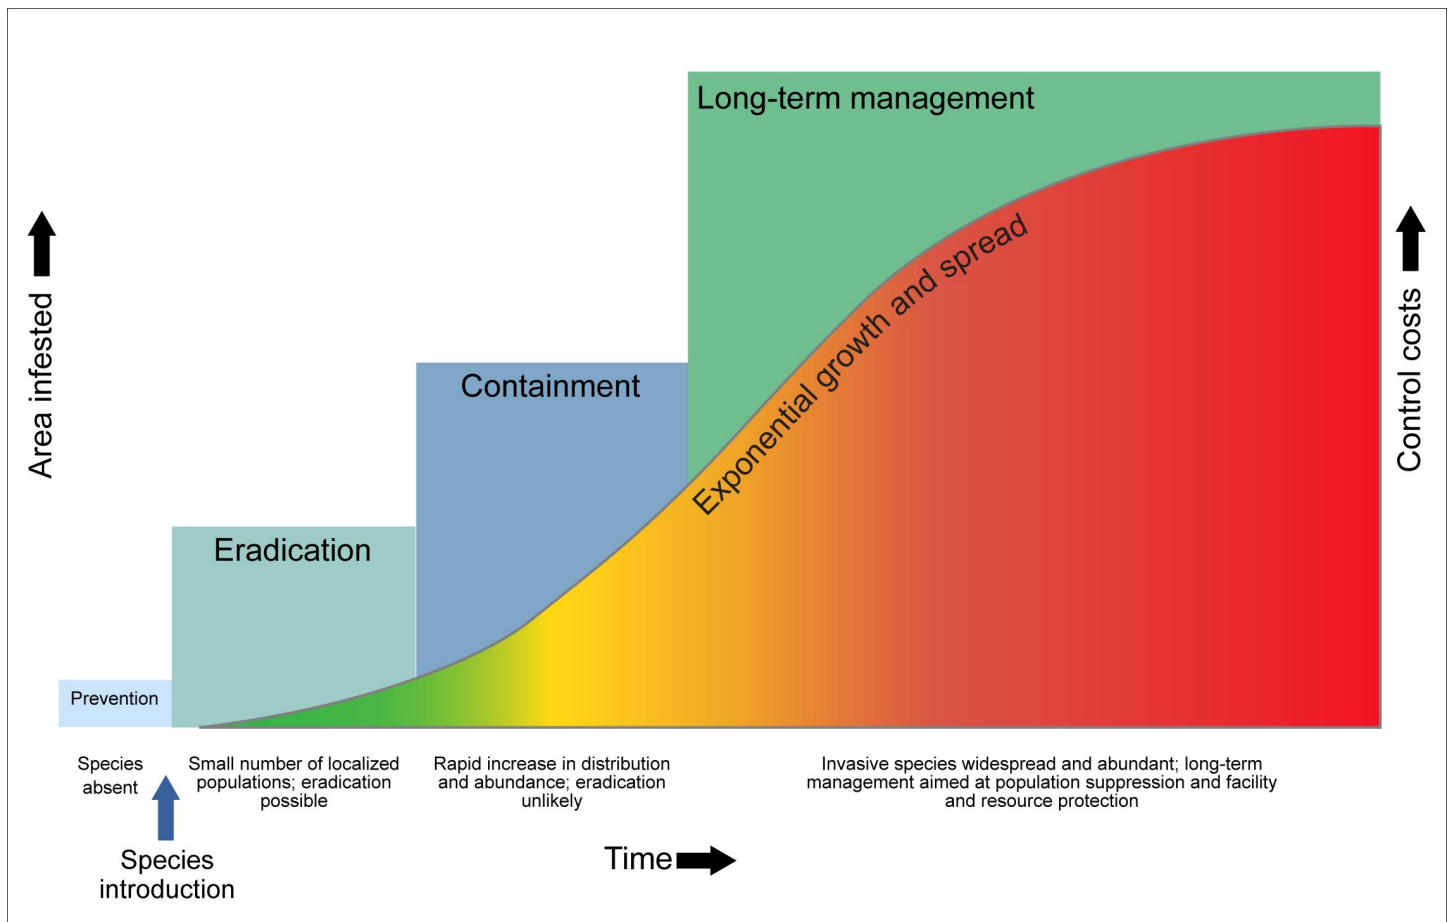 Long-term management
Containment
Eradication
Prevention
Exponential growth and spread
Area infested
Control costs
Species
absent
Small number of localized
populations; eradication
possible
Rapid increase in distribution
and abundance; eradication
unlikely
Invasive species widespread and abundant; long-term
management aimed at population suppression and facility
and resource protection
Species
introduction
Time